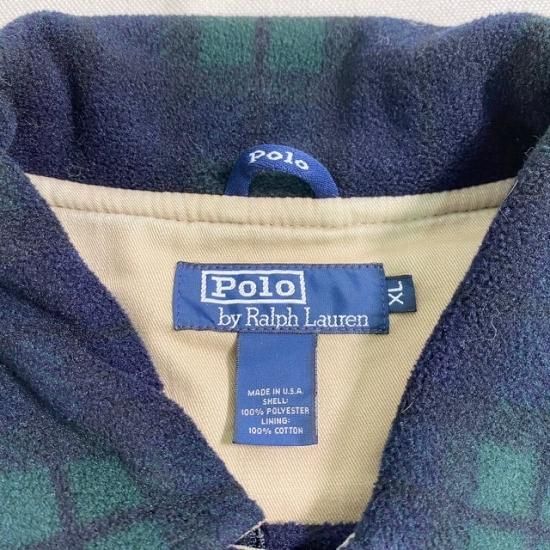 Polo
Polo
by Ralph Lauren
XL
MADE IN U.S.A.
SHELL:
100% POLYESTER
LINING:
100% COTTON